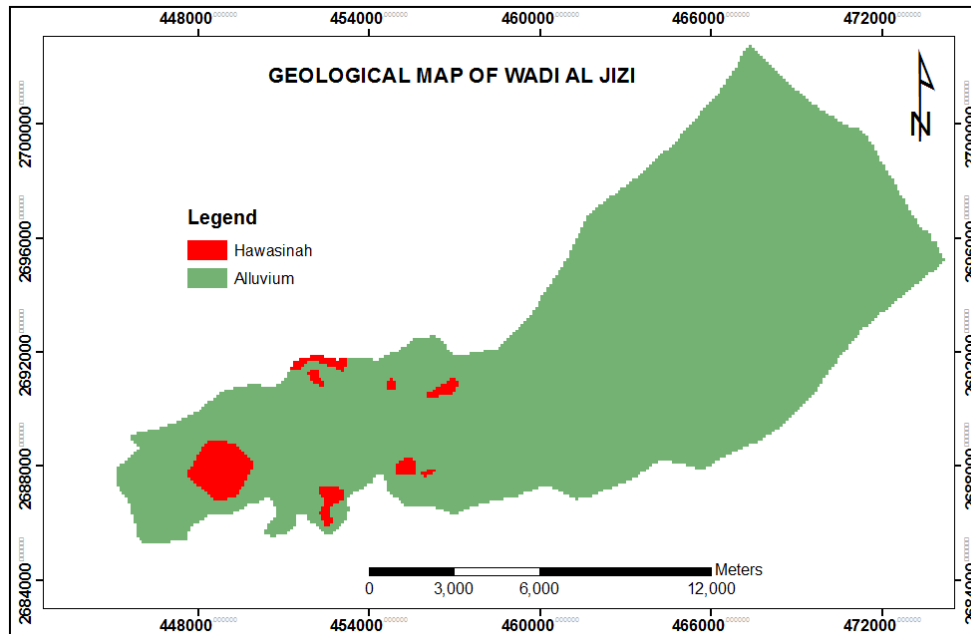 448000 454000 460000 466000 472000
GEOLOGICAL MAP OF WADI AL JIZI
N
2700000 2700000
Legend
Hawasinah
Alluvium
2696000 2696000
2692000 2692000
2688000 2688000
2684000 2684000
Meters
0 3,000 6,000 12,000
448000 454000 460000 466000 472000